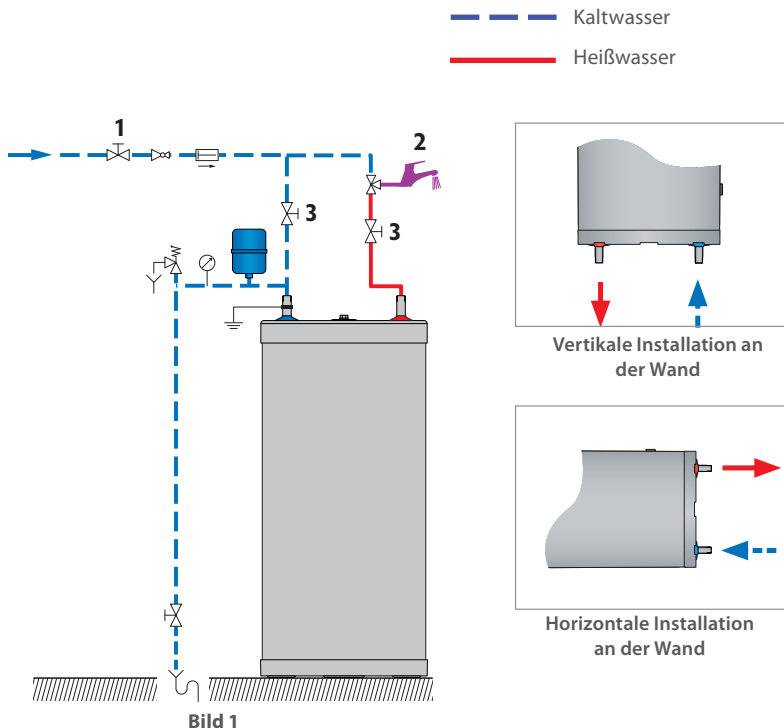 Kaltwasser
Heißwasser
1
2
3
3
Vertikale Installation an
der Wand
Horizontale Installation
an der Wand
Bild 1